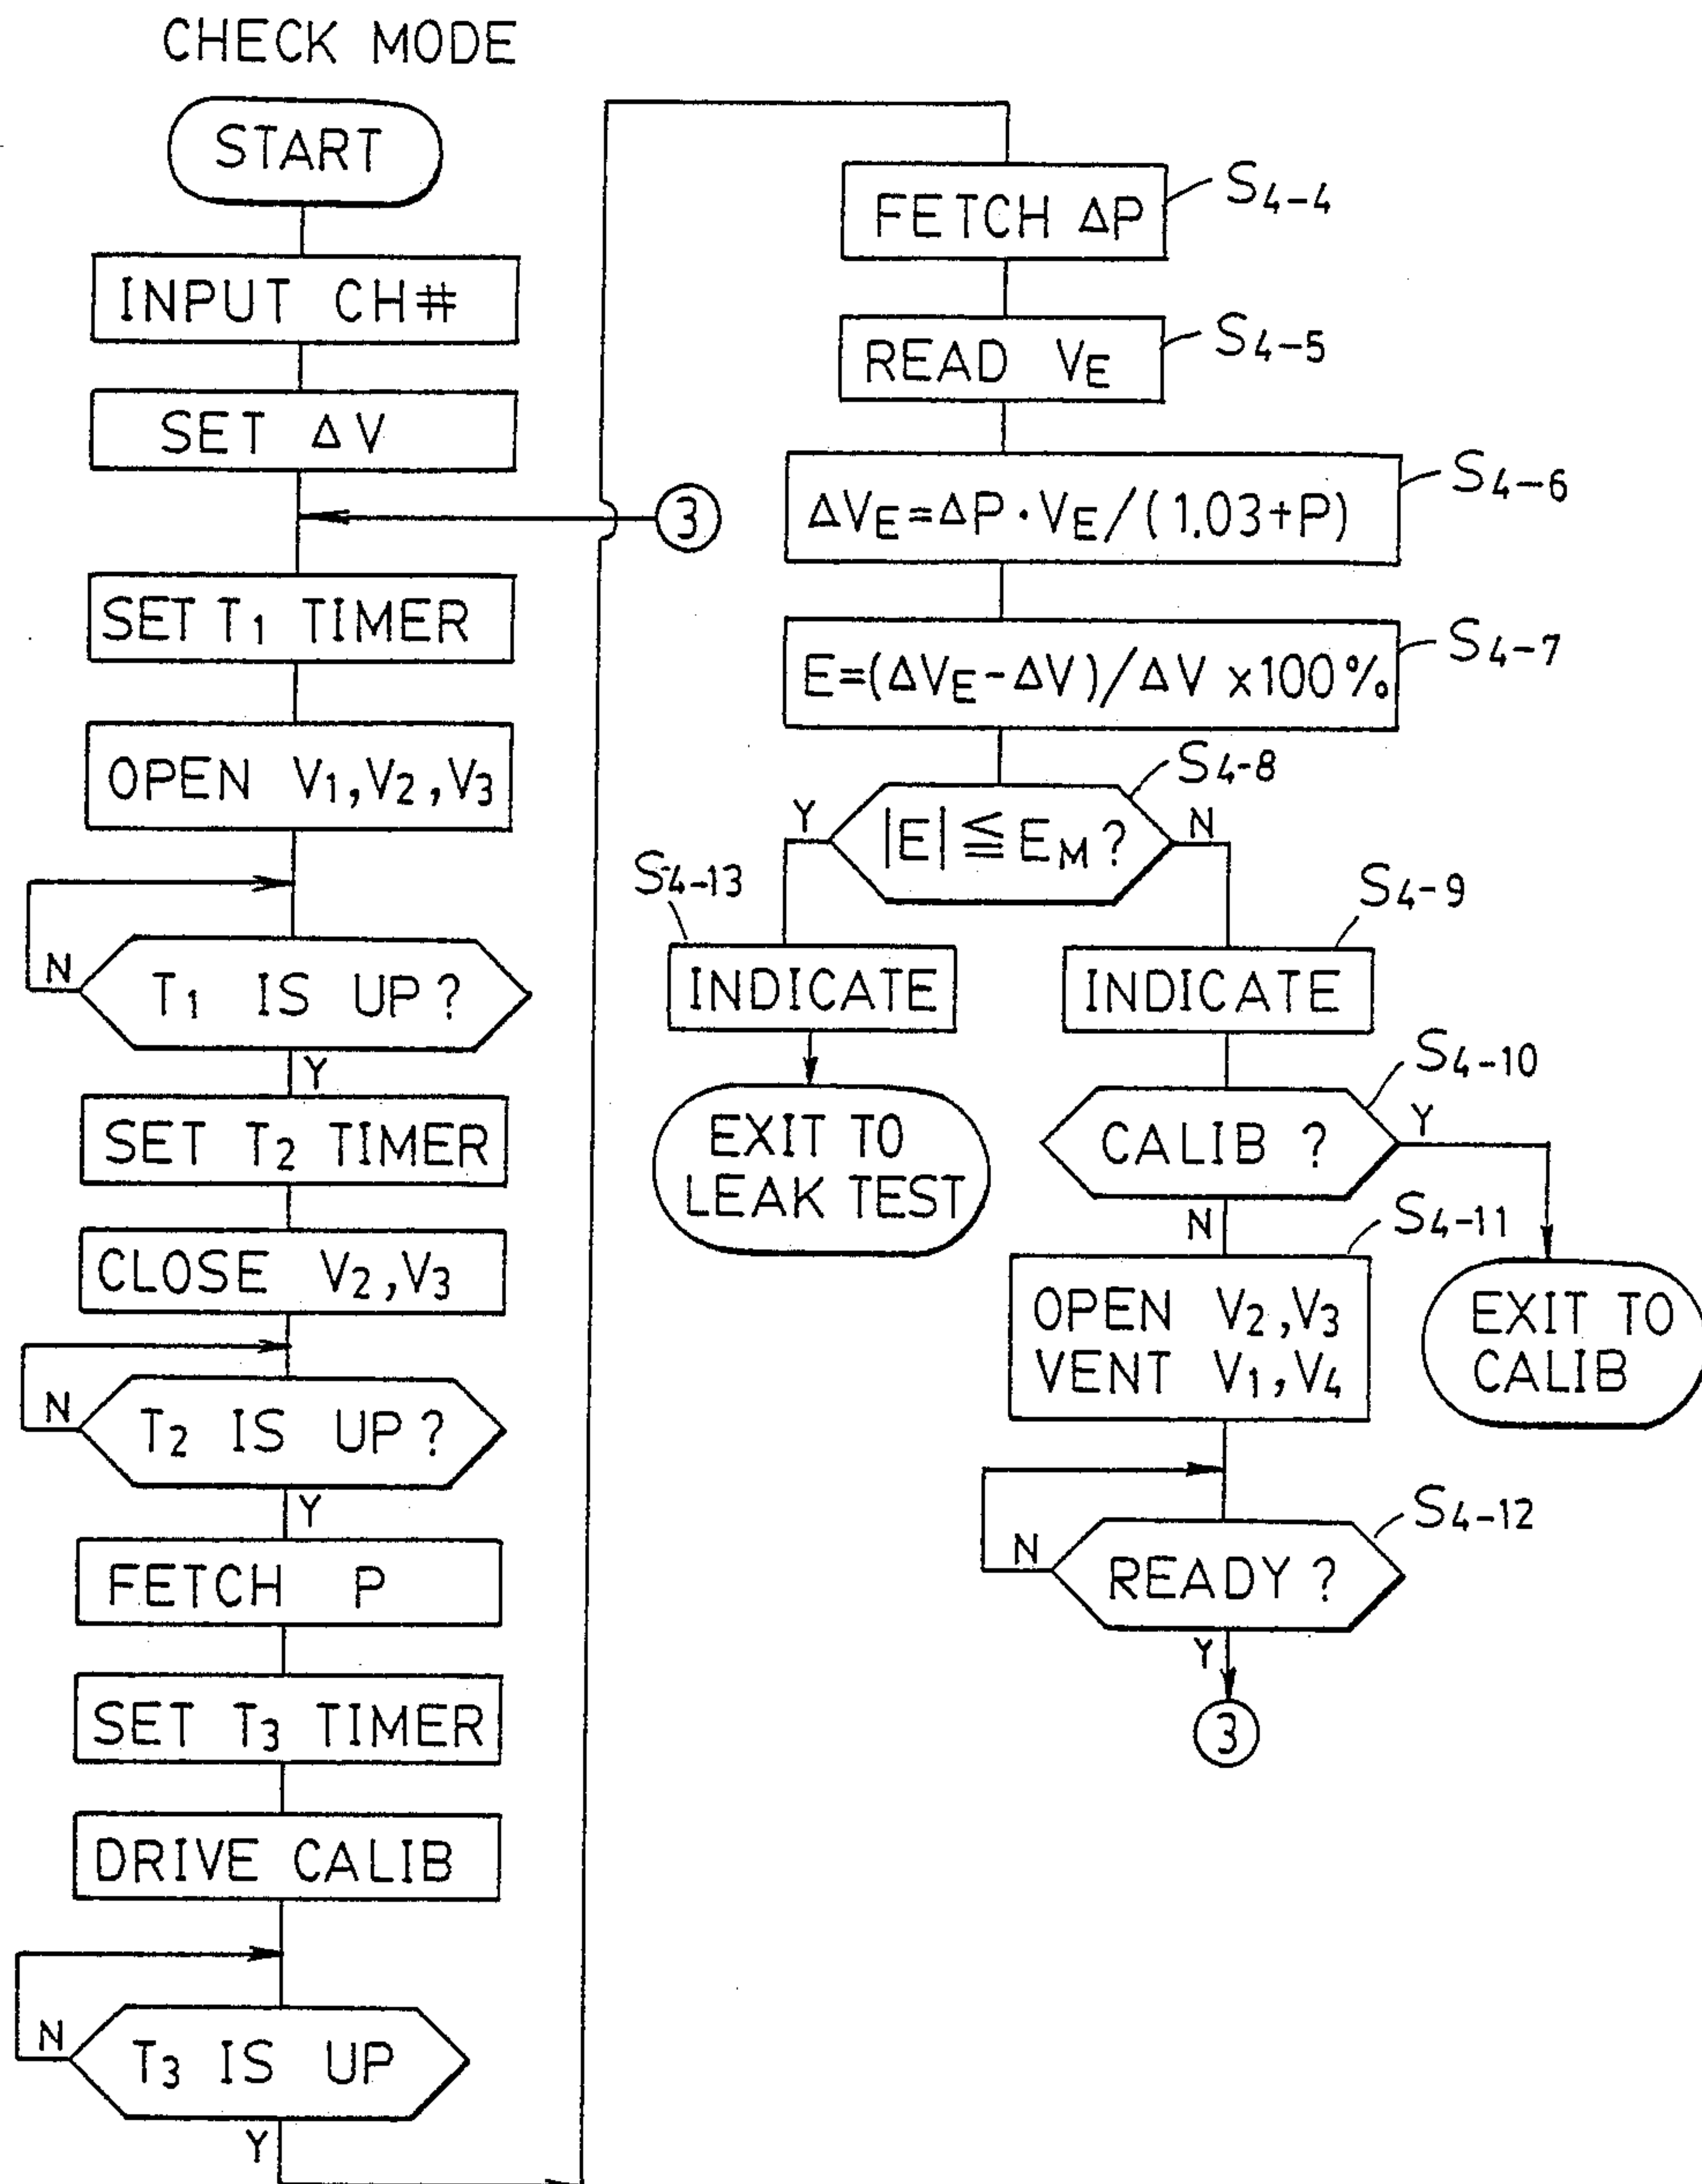 CHECK MODE
START
INPUT CH#
SET ΔV
3
SET T1 TIMER
OPEN V1,V2,V3
N
T1 IS UP?
Y
SET T2 TIMER
CLOSE V2,V3
N
T2 IS UP?
Y
FETCH P
SET T3 TIMER
DRIVE CALIB
N
T3 IS UP
Y
FETCH ΔP
S4-4
READ VE
S4-5
ΔVE=ΔP·VE/(1.03+P)
S4-6
E=(ΔVE-ΔV)/ΔV x100%
S4-7
S4-8
Y
|E|≦EM?
N
S4-13
INDICATE
EXIT TO
LEAK TEST
S4-9
INDICATE
S4-10
CALIB ?
Y
N
S4-11
OPEN V2,V3
VENT V1,V4
EXIT TO
CALIB
S4-12
N
READY?
Y
3